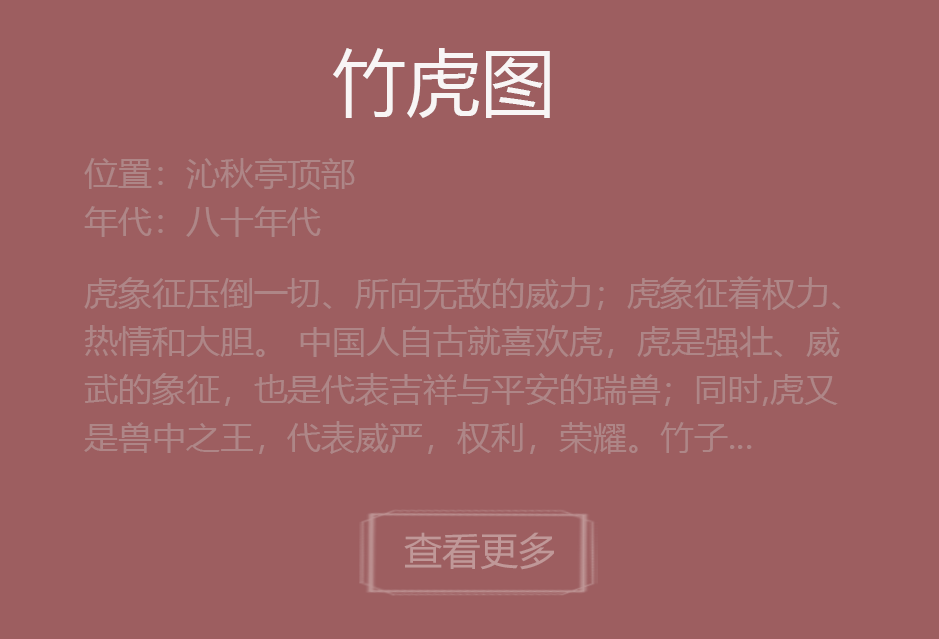 竹虎图
位置：沁秋亭顶部
年代：八十年代
虎象征压倒一切、所向无敌的威力；虎象征着权力、
热情和大胆。 中国人自古就喜欢虎，虎是强壮、威
武的象征，也是代表吉祥与平安的瑞兽；同时,虎又
是兽中之王，代表威严，权利，荣耀。竹子...
查看更多